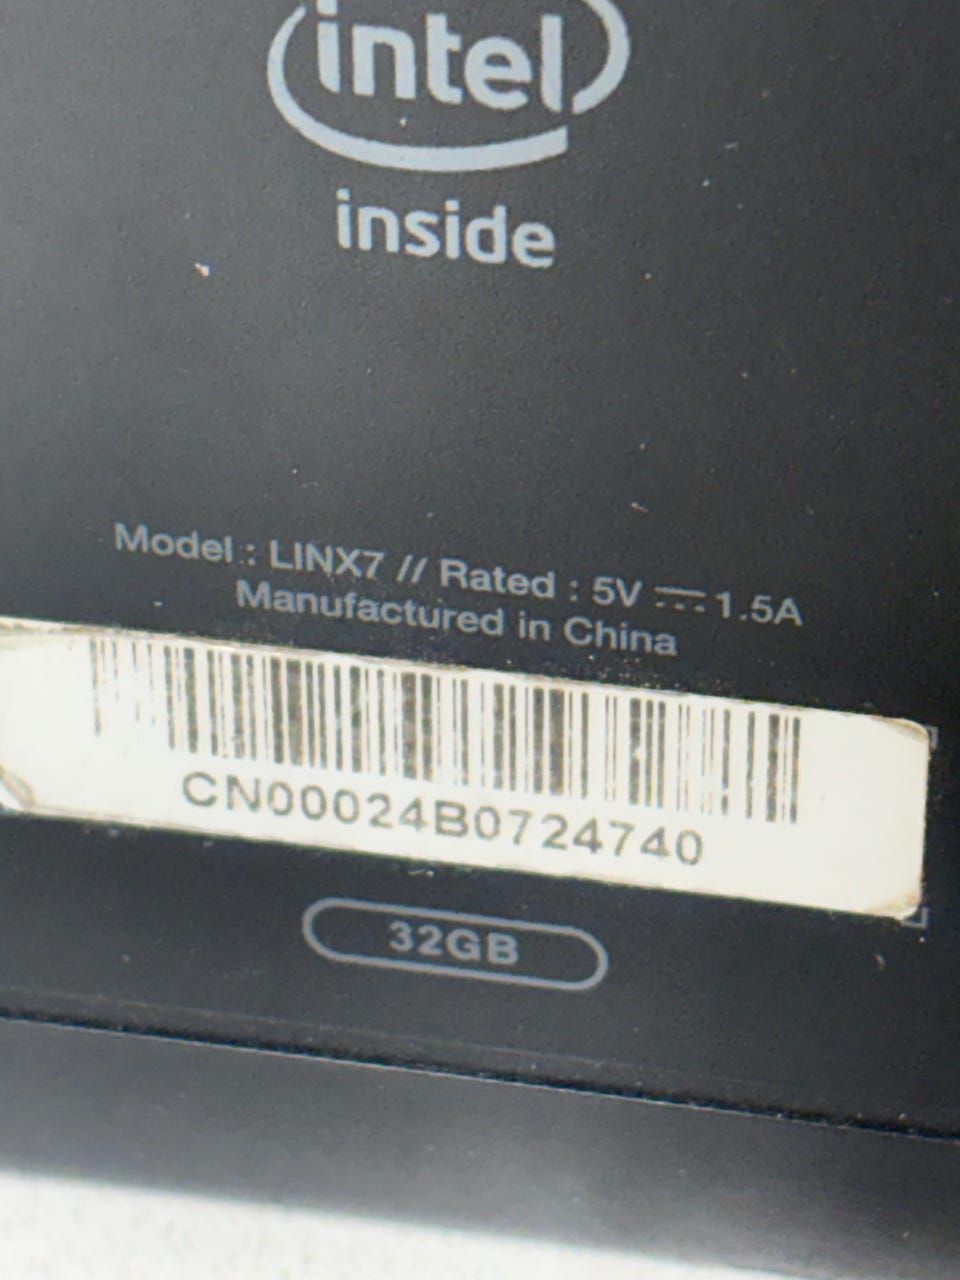 intel
inside
Model : LINX7 // Rated : 5V ⎓ 1.5A
Manufactured in China
CN00024B0724740
32GB